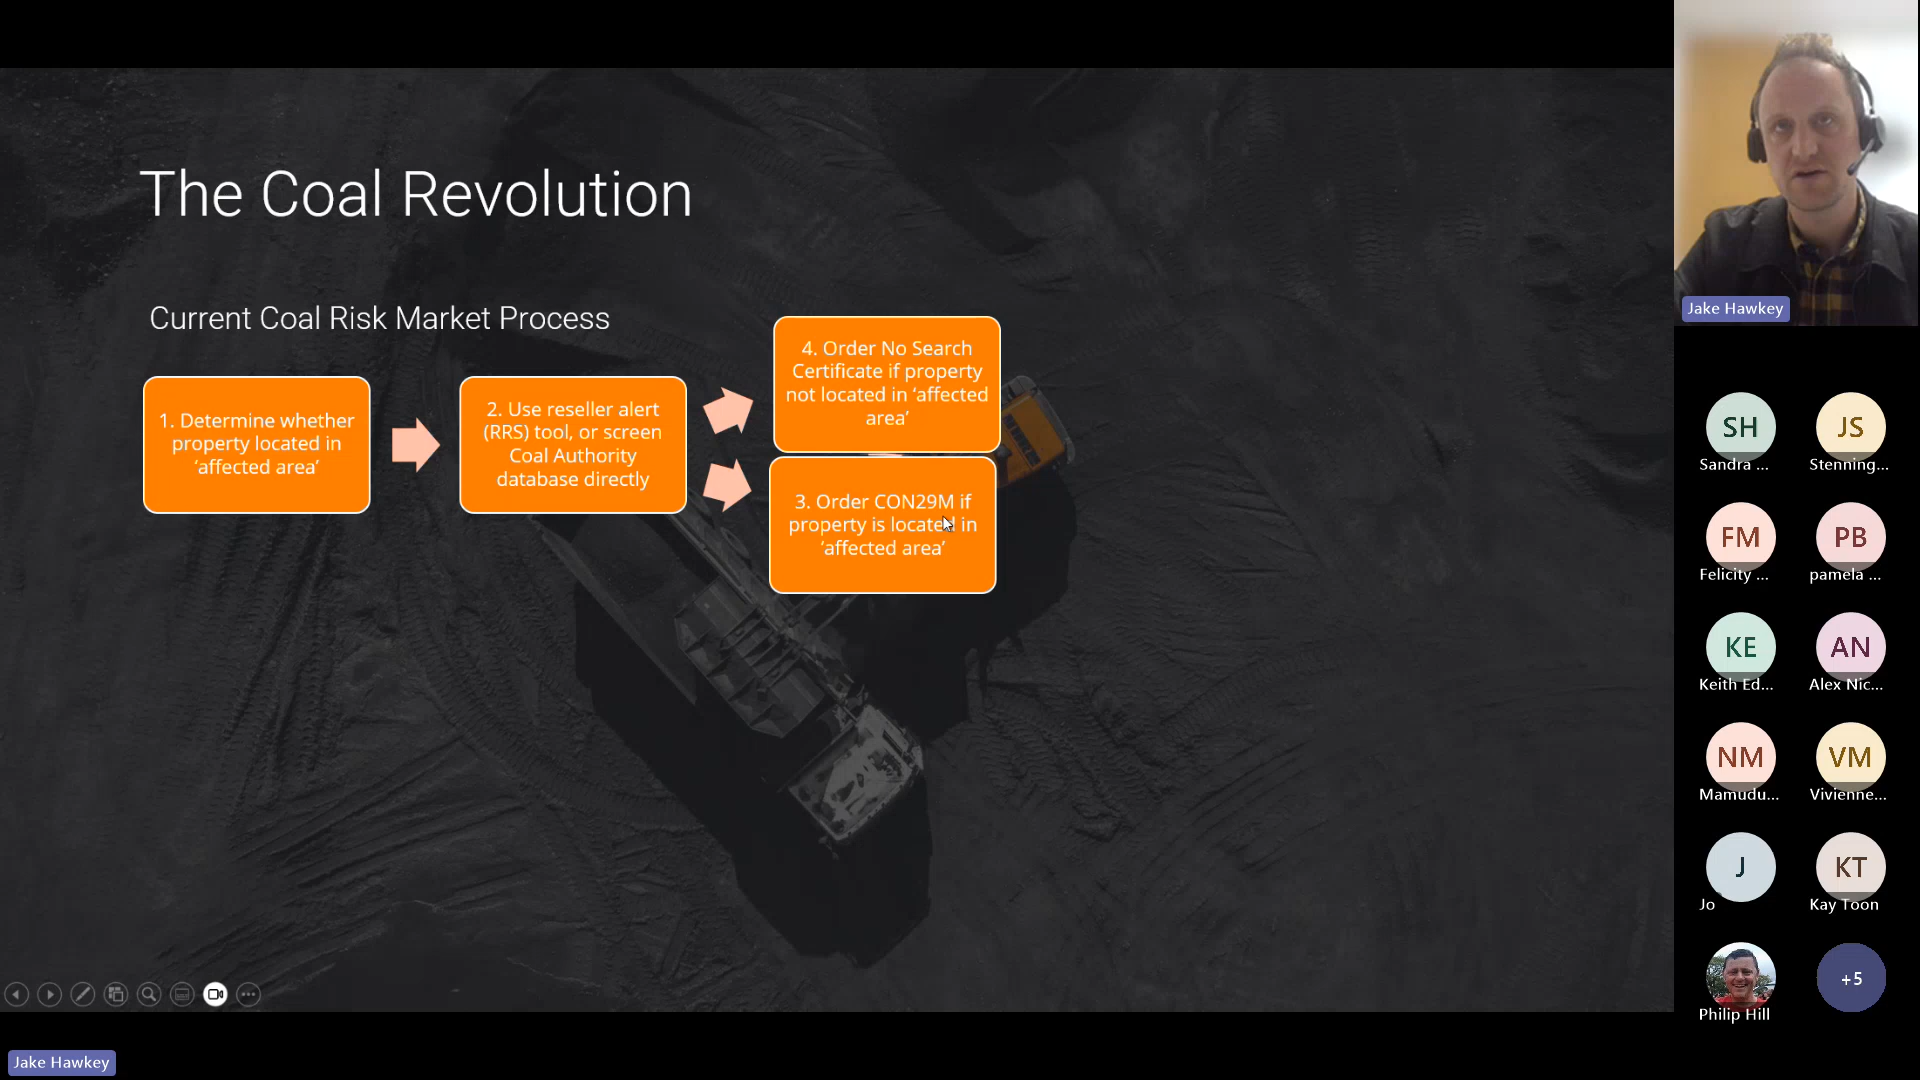 The Coal Revolution
Current Coal Risk Market Process
1. Determine whether
property located in
‘affected area’
2. Use reseller alert
(RRS) tool, or screen
Coal Authority
database directly
4. Order No Search
Certificate if property
not located in ‘affected
area’
3. Order CON29M if
property is located in
‘affected area’
Jake Hawkey
SH
Sandra ...
JS
Stenning...
FM
Felicity ...
PB
pamela ...
KE
Keith Ed...
AN
Alex Nic...
NM
Mamudu...
VM
Vivienne...
J
Jo
KT
Kay Toon
Philip Hill
+5
Jake Hawkey